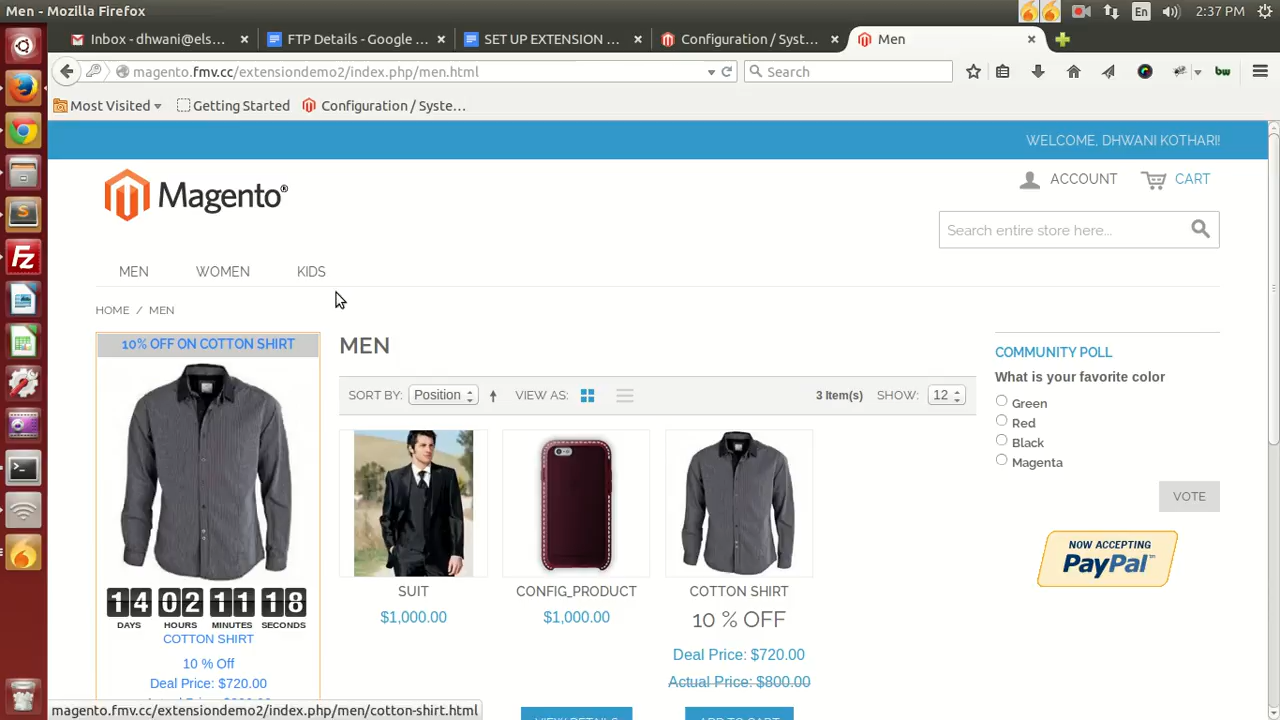 Men - Mozilla Firefox
En
2:37 PM
Inbox - dhwani@els...
FTP Details - Google ...
SET UP EXTENSION ...
Configuration / Syst...
Men
magento.fmv.cc/extensiondemo2/index.php/men.html
Search
Most Visited
Getting Started
Configuration / Syste...
WELCOME, DHWANI KOTHARI!
Magento®
ACCOUNT
CART
Search entire store here...
MEN
WOMEN
KIDS
HOME / MEN
10% OFF ON COTTON SHIRT
14 02 11 18
DAYS HOURS MINUTES SECONDS
COTTON SHIRT
10 % Off
Deal Price: $720.00
MEN
SORT BY: Position
VIEW AS:
3 Item(s)
SHOW: 12
SUIT
$1,000.00
CONFIG_PRODUCT
$1,000.00
COTTON SHIRT
10 % OFF
Deal Price: $720.00
Actual Price: $800.00
VIEW DETAILS
ADD TO CART
COMMUNITY POLL
What is your favorite color
Green
Red
Black
Magenta
VOTE
NOW ACCEPTING
PayPal™
magento.fmv.cc/extensiondemo2/index.php/men/cotton-shirt.html